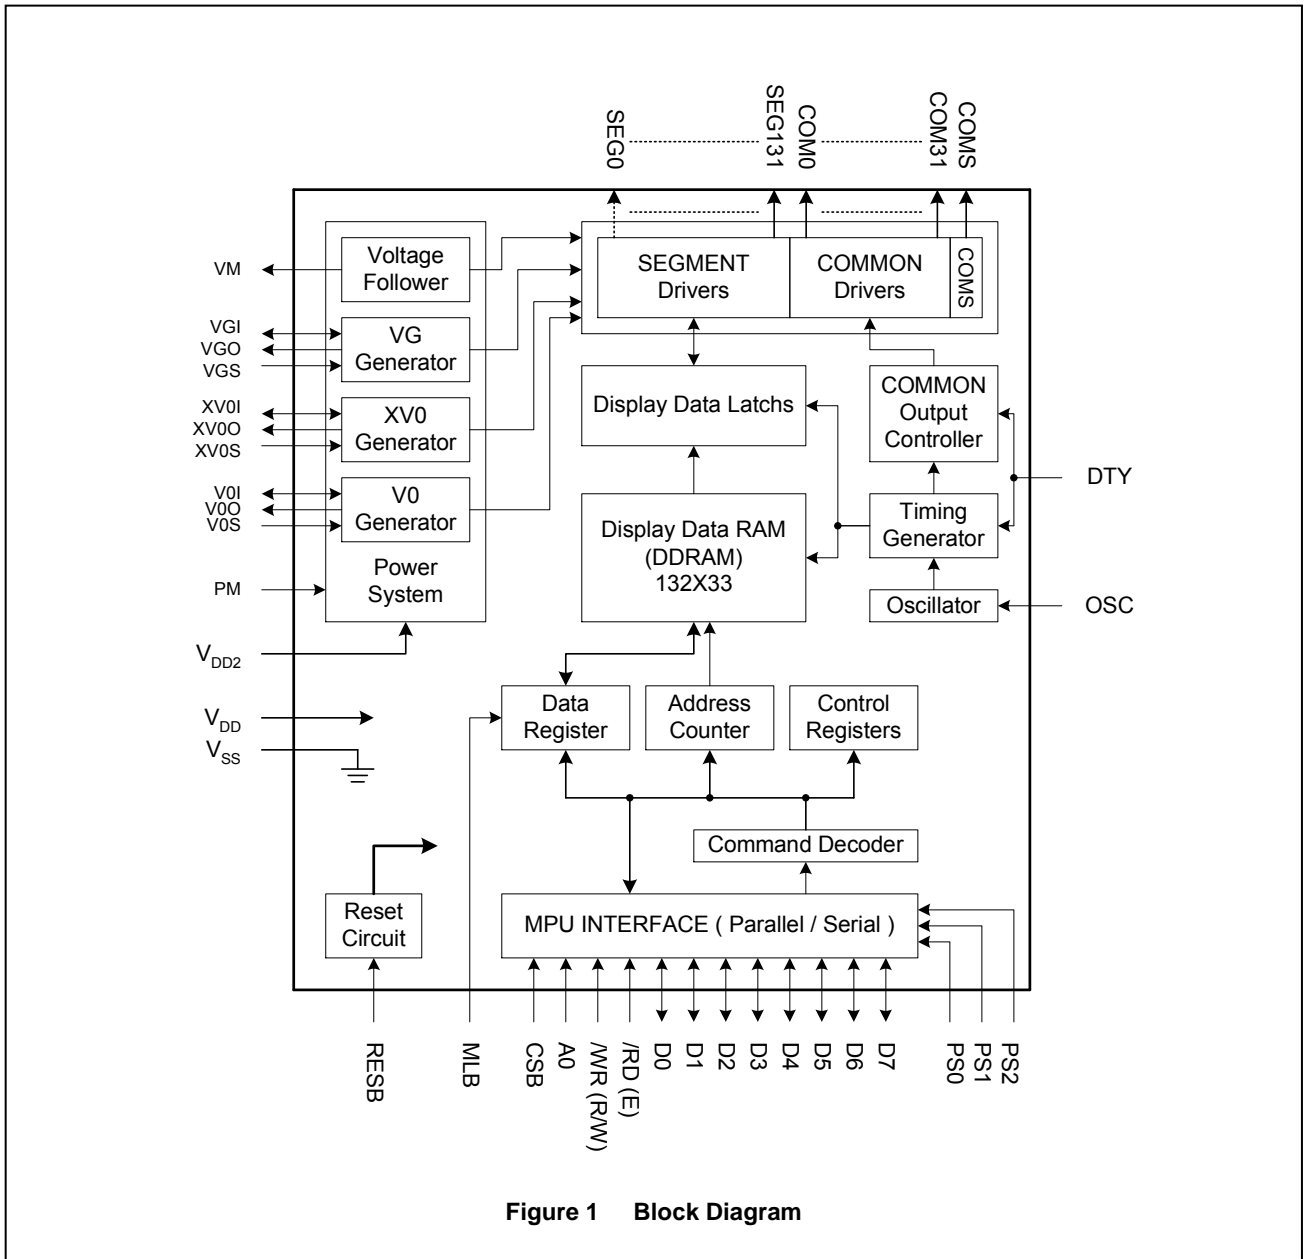 SEG0
SEG131
COM0
COM31
COMS
Voltage
Follower
SEGMENT
Drivers
COMMON
Drivers
COMS
VM
VGI
VGO
VGS
VG
Generator
XV0I
XV0O
XV0S
XV0
Generator
Display Data Latchs
COMMON
Output
Controller
DTY
V0I
V0O
V0S
V0
Generator
Display Data RAM
(DDRAM)
132X33
Timing
Generator
PM
Power
System
Oscillator
OSC
VDD2
VDD
VSS
Data
Register
Address
Counter
Control
Registers
MLB
Command Decoder
Reset
Circuit
MPU INTERFACE ( Parallel / Serial )
RESB
CSB
A0
/WR (R/W)
/RD (E)
D0
D1
D2
D3
D4
D5
D6
D7
PS0
PS1
PS2
Figure 1 Block Diagram